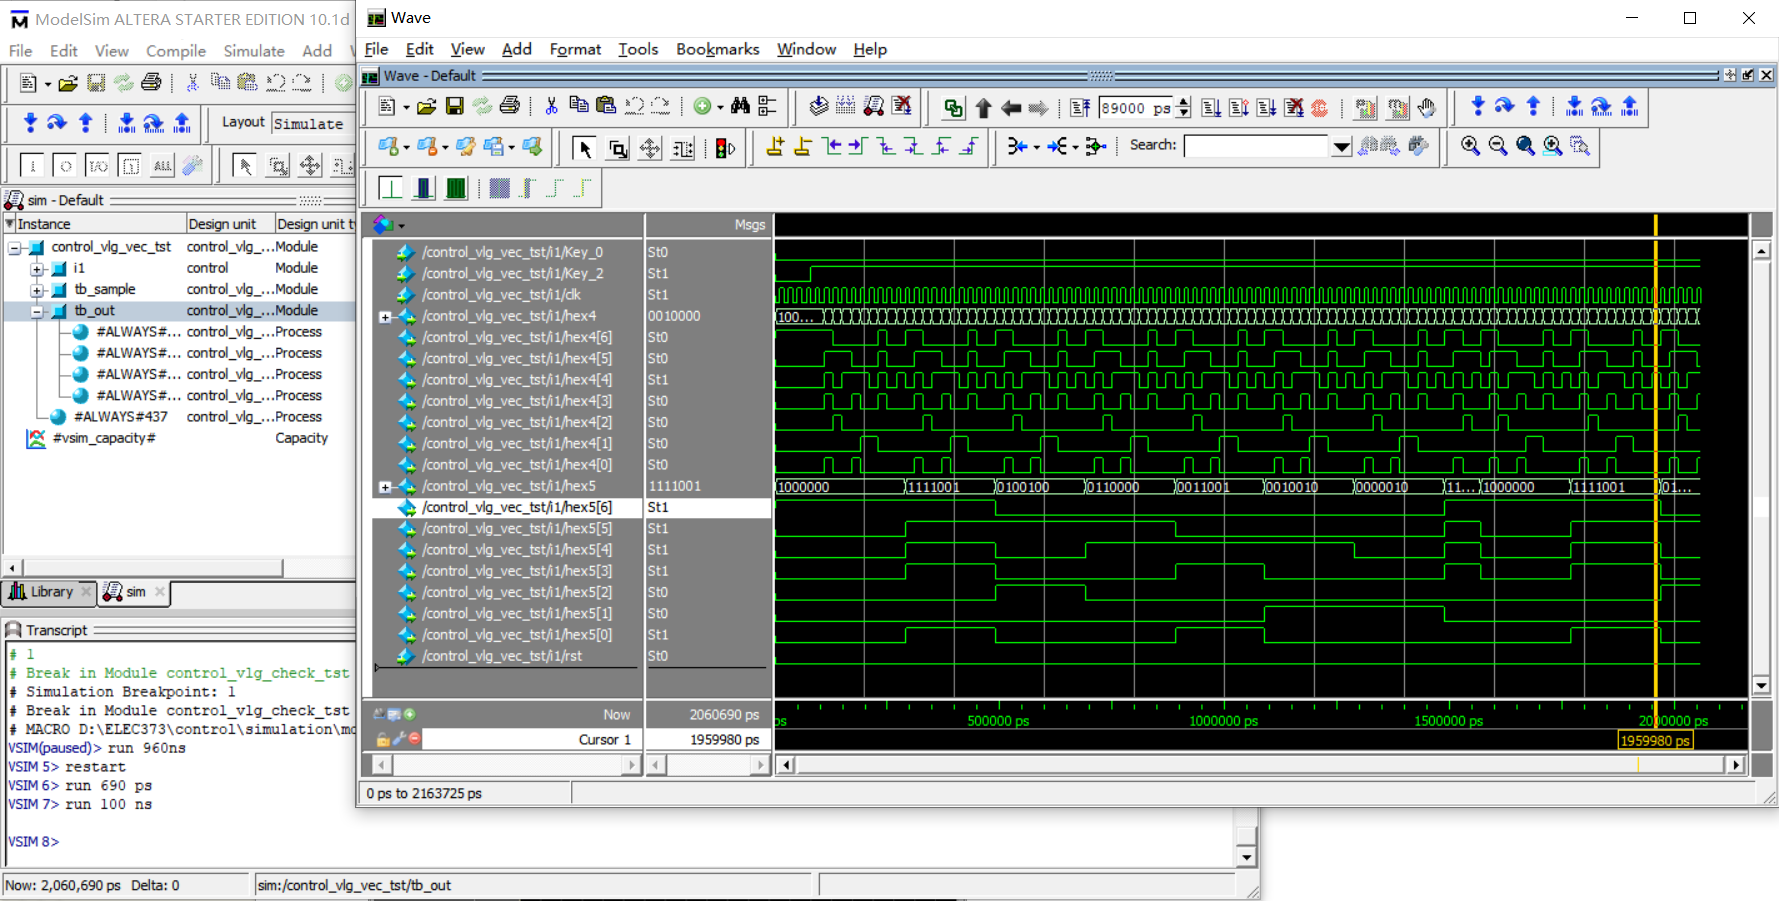 ModelSim ALTERA STARTER EDITION 10.1d
File Edit View Compile Simulate Add
Layout Simulate
sim - Default
Instance Design unit Design unit
control_vlg_vec_tst control_vlg_... Module
i1 control Module
tb_sample control_vlg_... Module
tb_out control_vlg_... Module
#ALWAYS#... control_vlg_... Process
#ALWAYS#... control_vlg_... Process
#ALWAYS#... control_vlg_... Process
#ALWAYS#... control_vlg_... Process
#ALWAYS#437 control_vlg_... Process
#vsim_capacity# Capacity
Library sim
Transcript
# 1
# Break in Module control_vlg_check_tst
# Simulation Breakpoint: 1
# Break in Module control_vlg_check_tst
# MACRO D:\ELEC373\control\simulation\mo
VSIM(paused)> run 960ns
VSIM 5> restart
VSIM 6> run 690 ps
VSIM 7> run 100 ns
VSIM 8>
Now: 2,060,690 ps Delta: 0
sim:/control_vlg_vec_tst/tb_out
Wave
File Edit View Add Format Tools Bookmarks Window Help
Wave - Default
89000 ps
Search:
Msgs
/control_vlg_vec_tst/i1/Key_0 St0
/control_vlg_vec_tst/i1/Key_2 St1
/control_vlg_vec_tst/i1/clk St1
/control_vlg_vec_tst/i1/hex4 0010000 100...
/control_vlg_vec_tst/i1/hex4[6] St0
/control_vlg_vec_tst/i1/hex4[5] St0
/control_vlg_vec_tst/i1/hex4[4] St1
/control_vlg_vec_tst/i1/hex4[3] St0
/control_vlg_vec_tst/i1/hex4[2] St0
/control_vlg_vec_tst/i1/hex4[1] St0
/control_vlg_vec_tst/i1/hex4[0] St0
/control_vlg_vec_tst/i1/hex5 1111001 1000000 1111001 0100100 0110000 0011001 0010010 0000010 11... 1000000 1111001 01...
/control_vlg_vec_tst/i1/hex5[6] St1
/control_vlg_vec_tst/i1/hex5[5] St1
/control_vlg_vec_tst/i1/hex5[4] St1
/control_vlg_vec_tst/i1/hex5[3] St1
/control_vlg_vec_tst/i1/hex5[2] St0
/control_vlg_vec_tst/i1/hex5[1] St0
/control_vlg_vec_tst/i1/hex5[0] St1
/control_vlg_vec_tst/i1/rst St0
Now 2060690 ps ps 500000 ps 1000000 ps 1500000 ps 2000000 ps
Cursor 1 1959980 ps 1959980 ps
0 ps to 2163725 ps